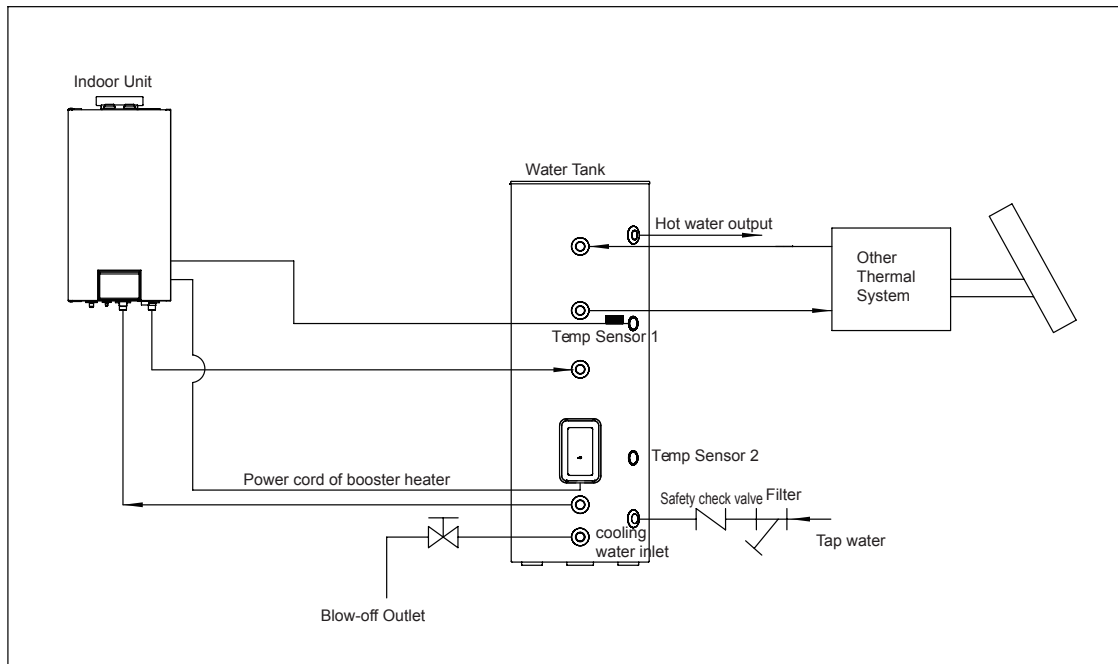 Indoor Unit
Water Tank
Hot water output
Other
Thermal
System
Temp Sensor 1
Temp Sensor 2
Power cord of booster heater
Safety check valve
Filter
cooling
water inlet
Tap water
Blow-off Outlet